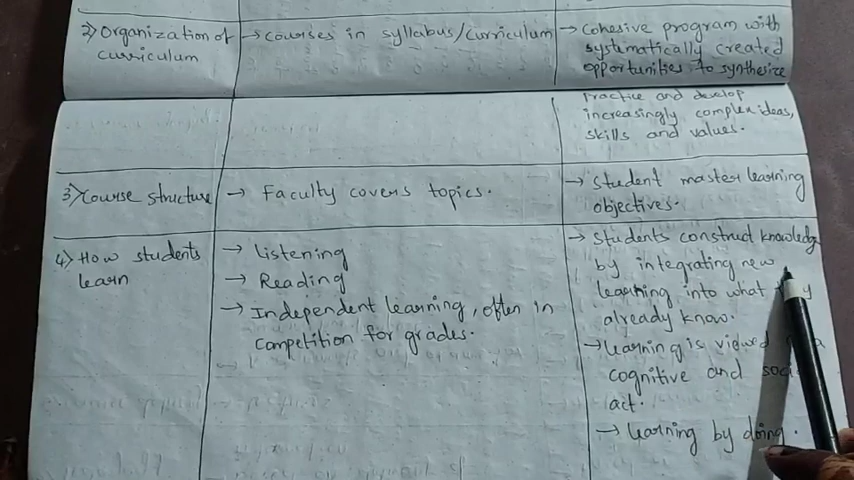 2) Organization of
curriculum
→ courses in syllabus/curriculum
→ Cohesive program with
systematically created
opportunities to synthesize
Practice and develop
increasingly complex ideas,
skills and values.
3) Course structure
→ Faculty covers topics.
→ Student master learning
objectives.
4) How students
learn
→ Listening
→ Reading
→ Independent learning, often in
competition for grades.
→ Students construct knowledge
by integrating new
learning into what
already know.
→ Learning is viewed a
cognitive and
act.
→ learning by doing.